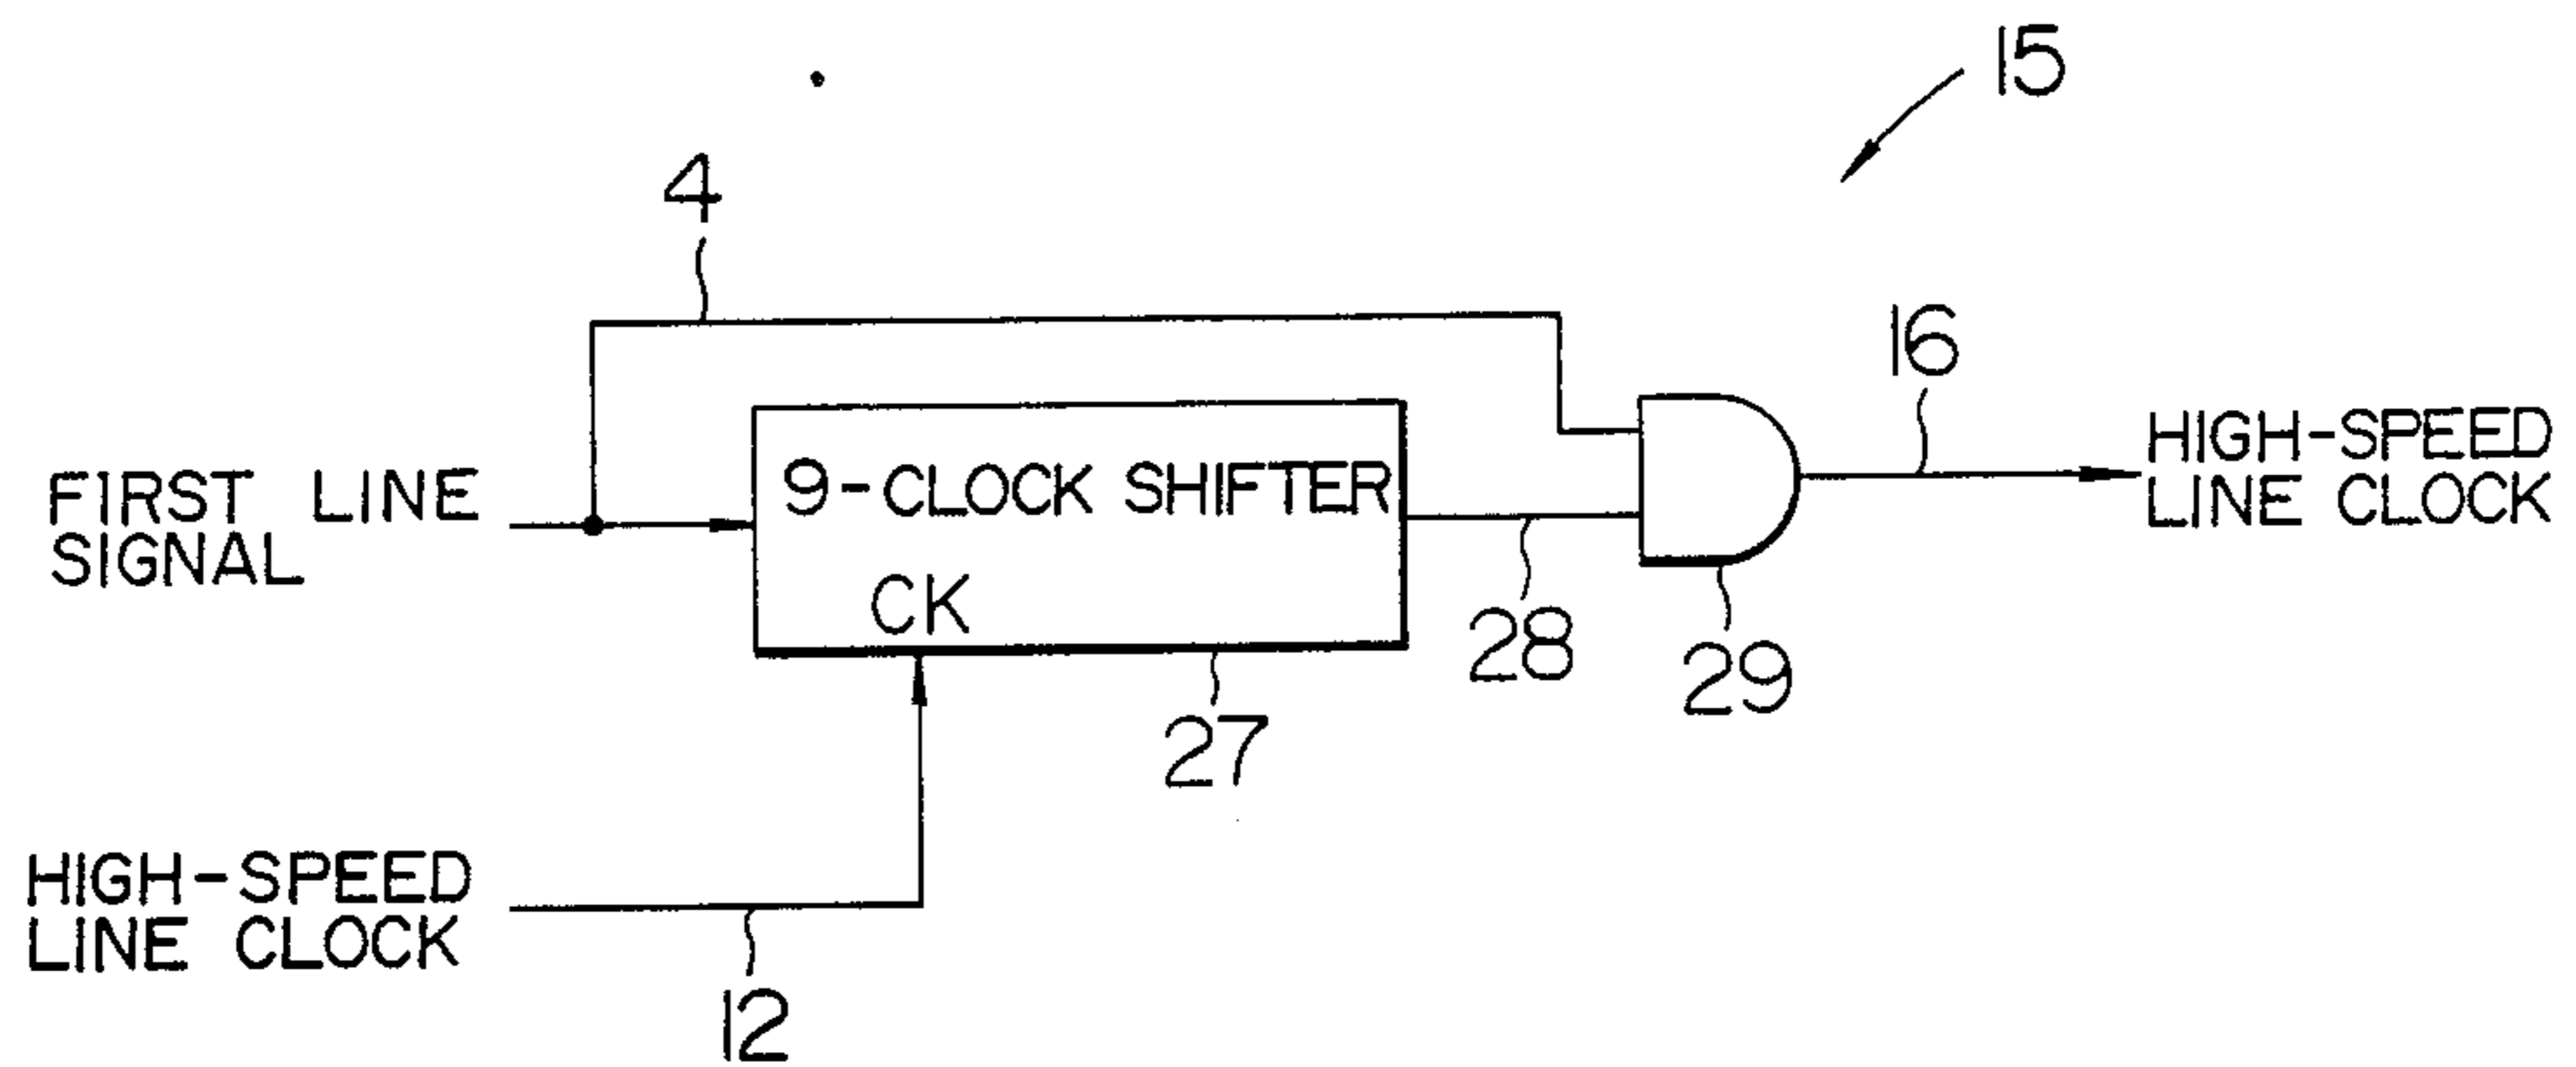 15
4
16
HIGH-SPEED
LINE CLOCK
FIRST LINE
SIGNAL
9-CLOCK SHIFTER
CK
28
29
27
HIGH-SPEED
LINE CLOCK
12